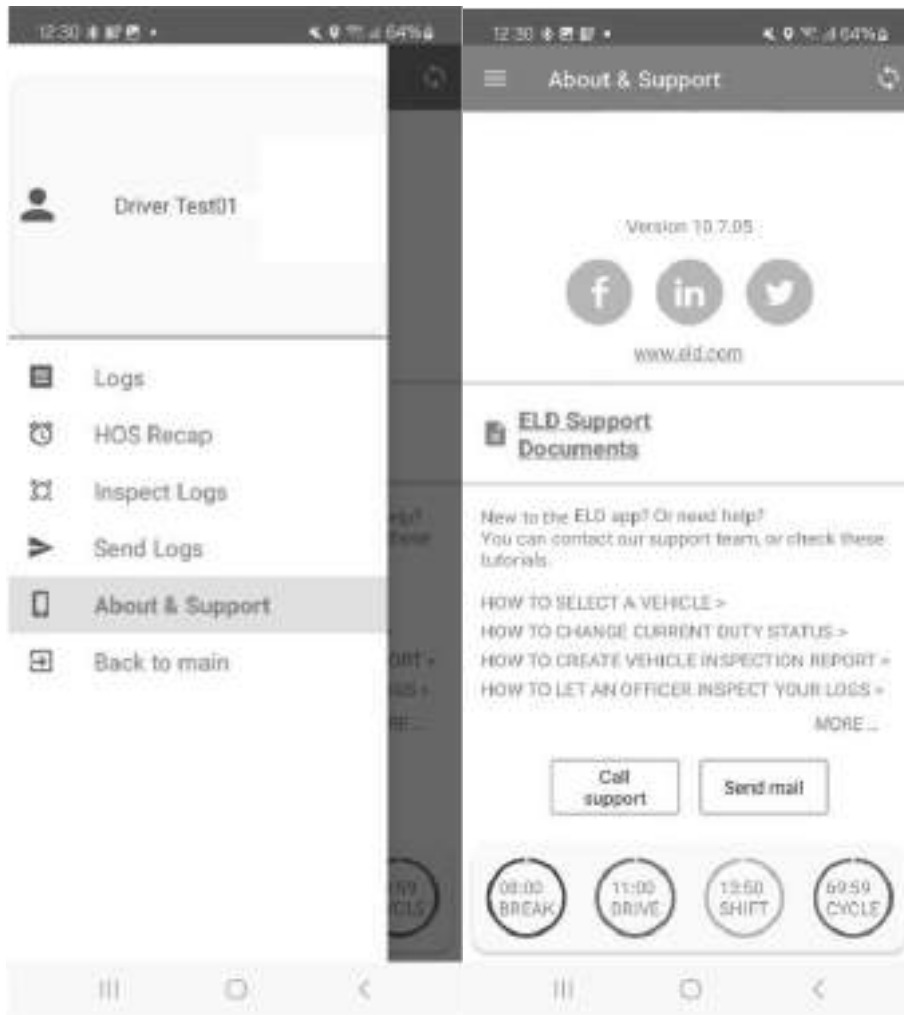 12:30
64%
Driver Test01
Logs
HOS Recap
Inspect Logs
Send Logs
About & Support
Back to main
12:30
64%
About & Support
Version 10.7.05
f
in
www.eld.com
ELD Support
Documents
New to the ELD app? Or need help?
You can contact our support team, or check these
tutorials.
HOW TO SELECT A VEHICLE >
HOW TO CHANGE CURRENT DUTY STATUS >
HOW TO CREATE VEHICLE INSPECTION REPORT >
HOW TO LET AN OFFICER INSPECT YOUR LOGS >
MORE ...
Call
support
Send mail
08:00
BREAK
11:00
DRIVE
13:50
SHIFT
69:59
CYCLE